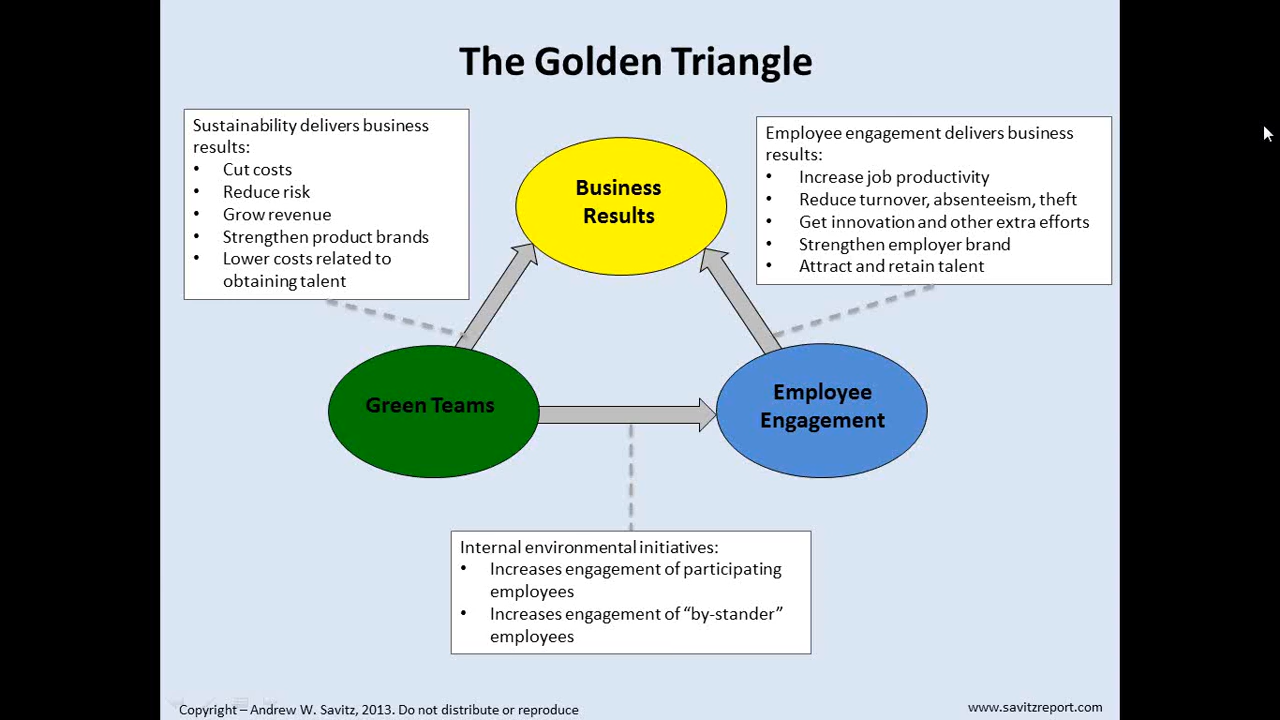 The Golden Triangle
Sustainability delivers business
results:
• Cut costs
• Reduce risk
• Grow revenue
• Strengthen product brands
• Lower costs related to
obtaining talent
Business
Results
Employee engagement delivers business
results:
• Increase job productivity
• Reduce turnover, absenteeism, theft
• Get innovation and other extra efforts
• Strengthen employer brand
• Attract and retain talent
Green Teams
Employee
Engagement
Internal environmental initiatives:
• Increases engagement of participating
employees
• Increases engagement of “by-stander”
employees
Copyright – Andrew W. Savitz, 2013. Do not distribute or reproduce
www.savitzreport.com